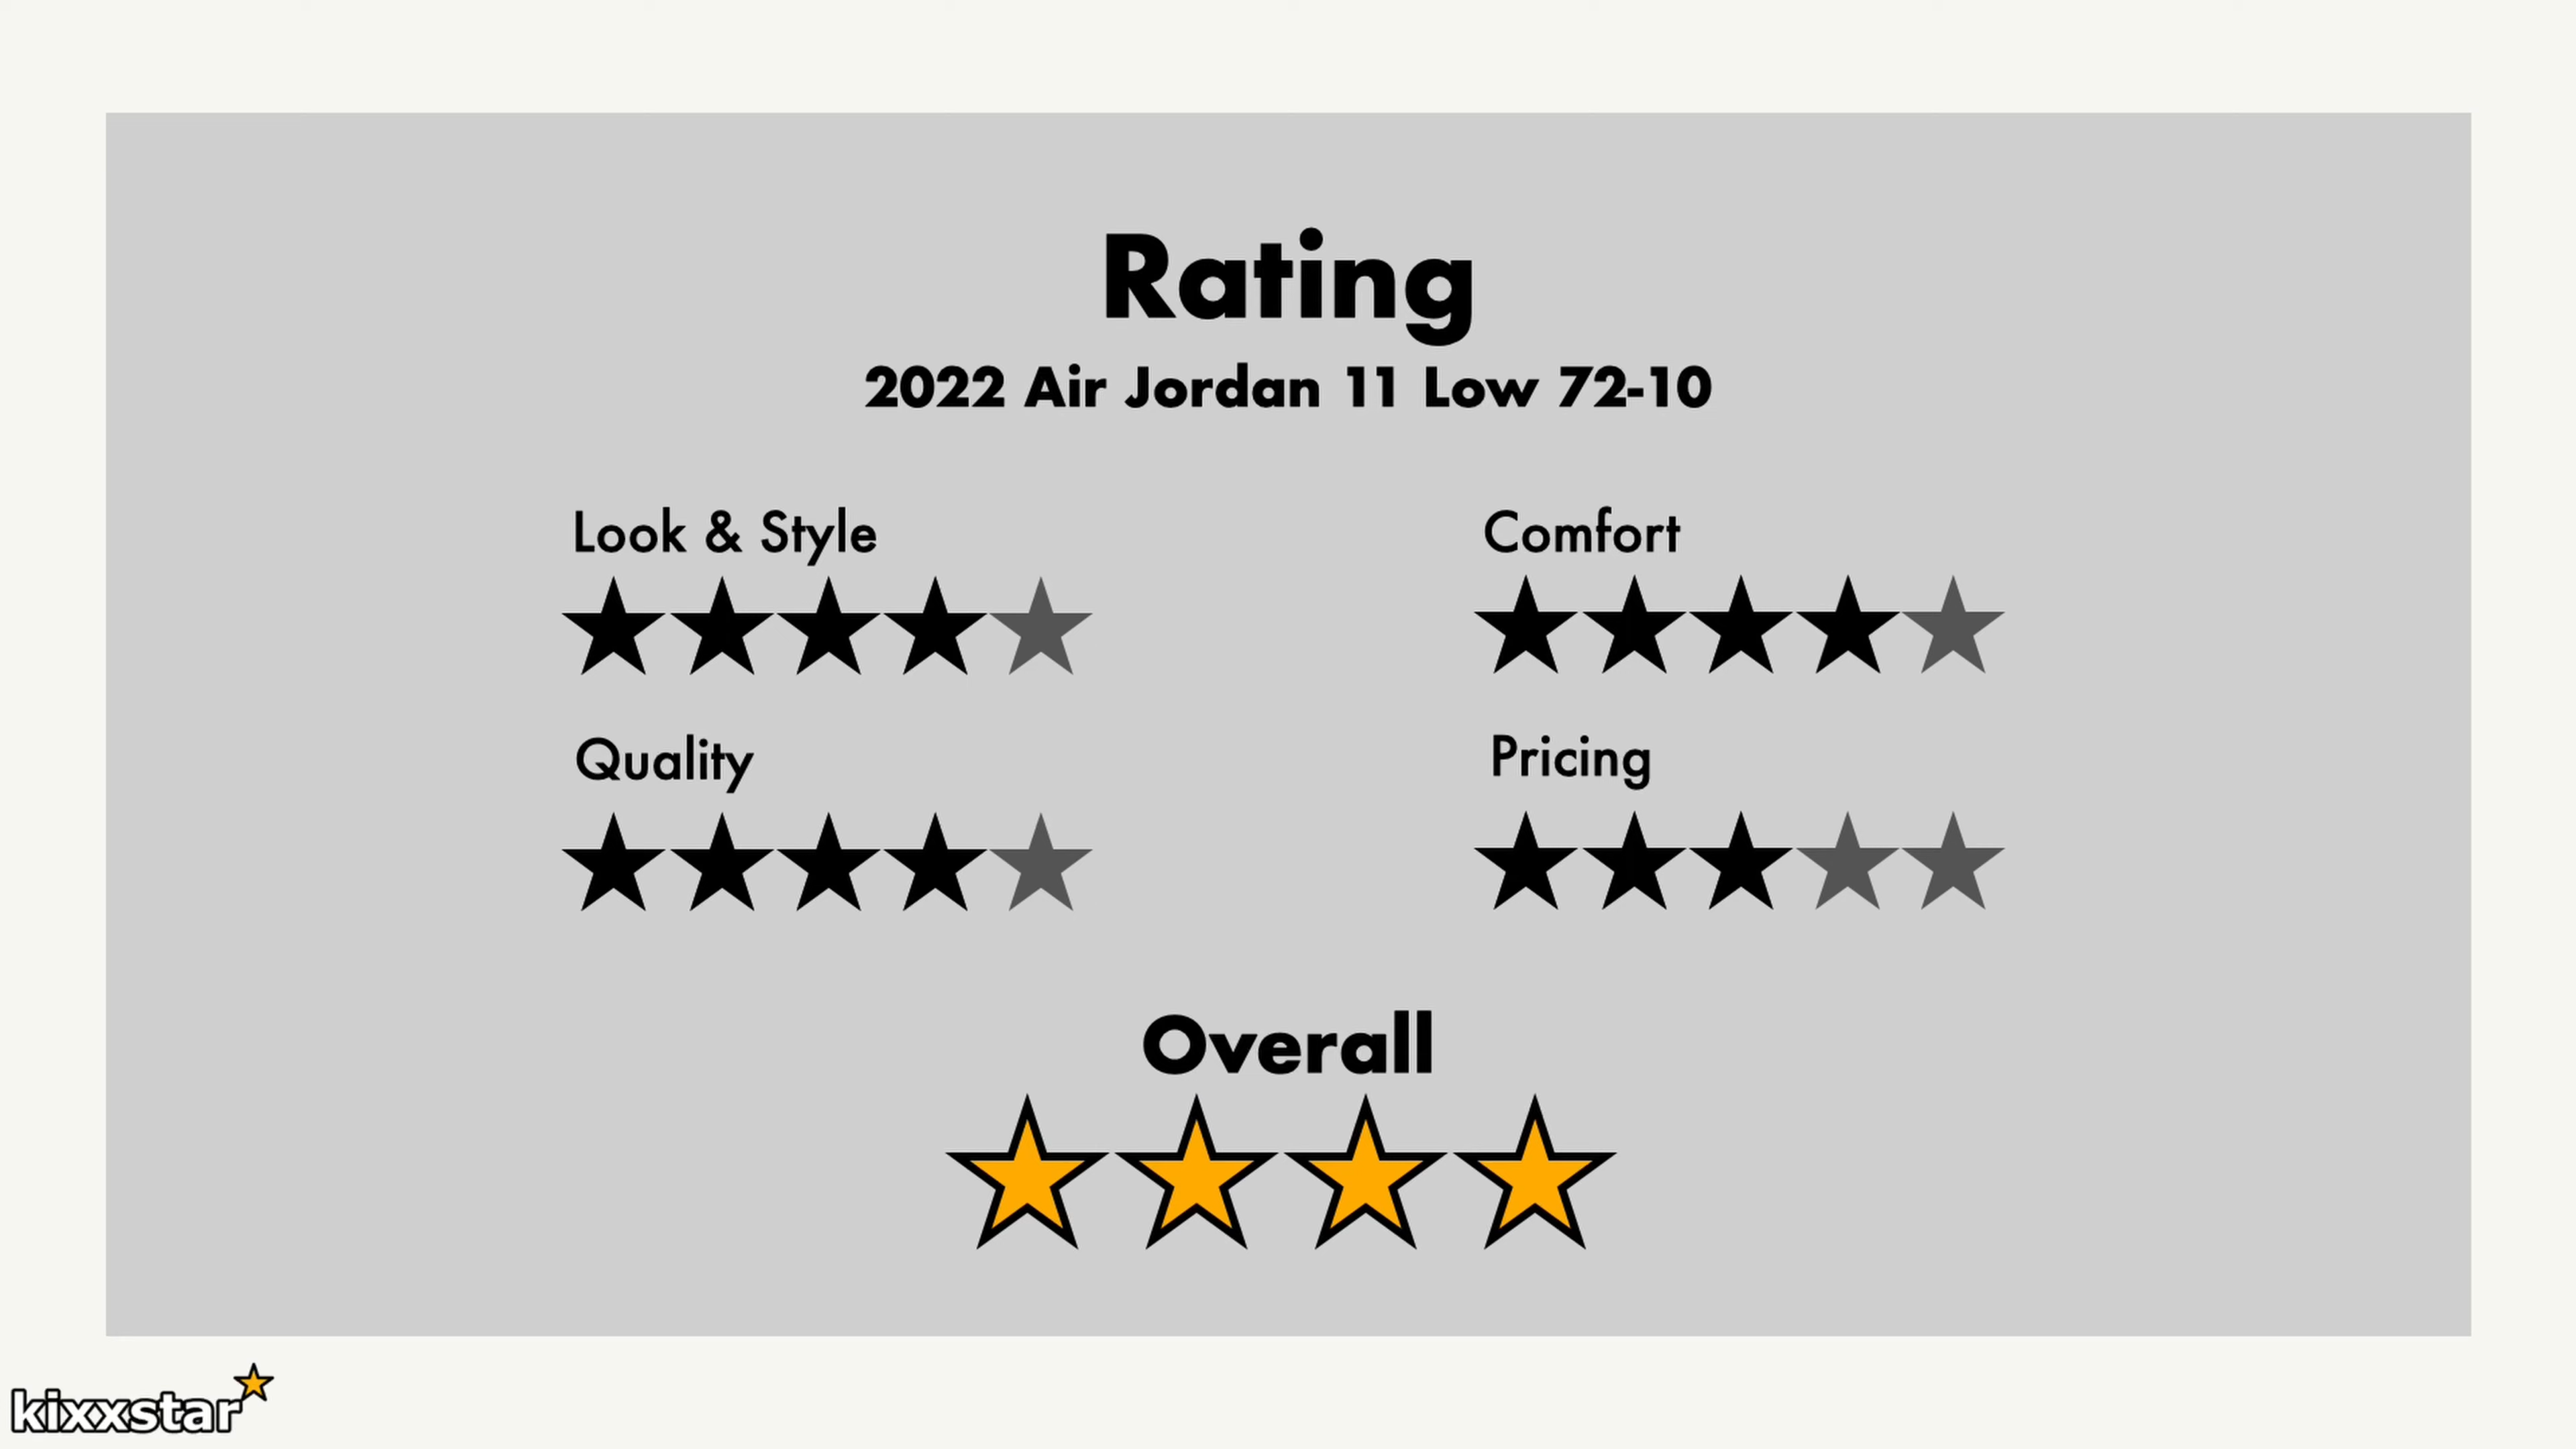 Rating
2022 Air Jordan 11 Low 72-10
Look & Style
Comfort
Quality
Pricing
Overall
kixxstar